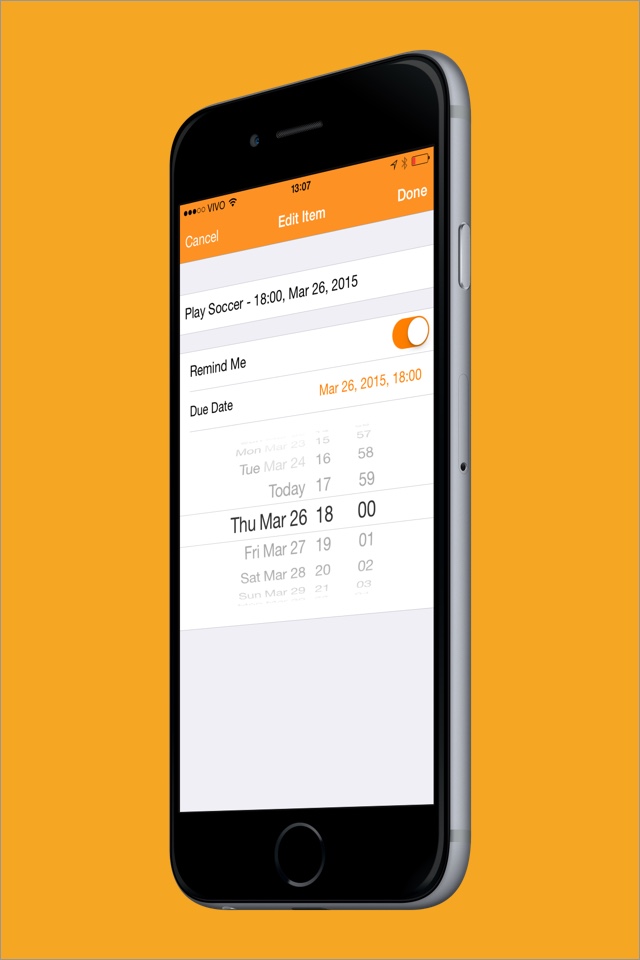 ●●●○○ VIVO 13:07
Cancel Edit Item Done
Play Soccer - 18:00, Mar 26, 2015
Remind Me
Due Date Mar 26, 2015, 18:00
57
Mon Mar 23 15
Tue Mar 24 16 58
Today 17 59
Thu Mar 26 18 00
Fri Mar 27 19 01
Sat Mar 28 20 02
Sun Mar 29 21 03